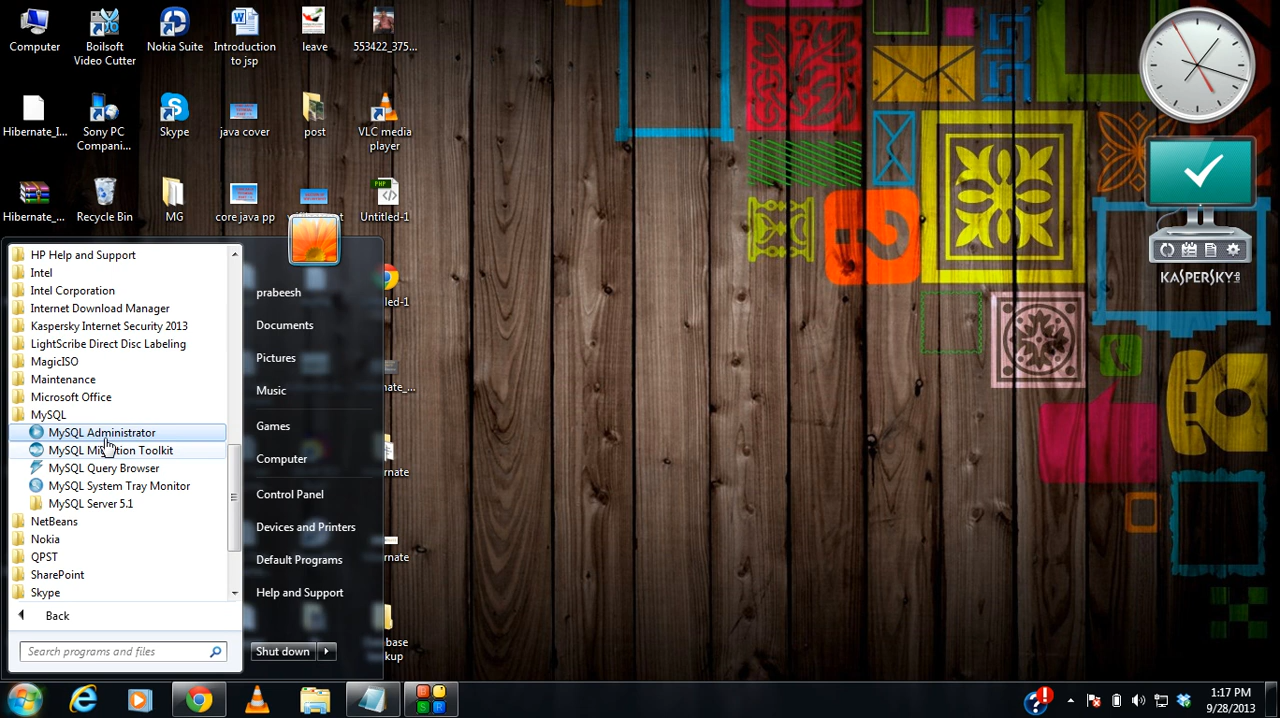 Computer
Boilsoft
Video Cutter
Nokia Suite
Introduction
to jsp
leave
553422_375...
Hibernate_I...
Sony PC
Compani...
Skype
java cover
post
VLC media
player
Hibernate_...
Recycle Bin
MG
core java pp
PHP
Untitled-1
KASPERSKY
HP Help and Support
Intel
Intel Corporation
Internet Download Manager
Kaspersky Internet Security 2013
LightScribe Direct Disc Labeling
MagicISO
Maintenance
Microsoft Office
MySQL
MySQL Administrator
MySQL Toolkit
MySQL Query Browser
MySQL System Tray Monitor
MySQL Server 5.1
NetBeans
Nokia
QPST
SharePoint
Skype
Back
Search programs and files
prabeesh
Documents
Pictures
Music
Games
Computer
Control Panel
Devices and Printers
Default Programs
Help and Support
Shut down
1:17 PM
9/28/2013